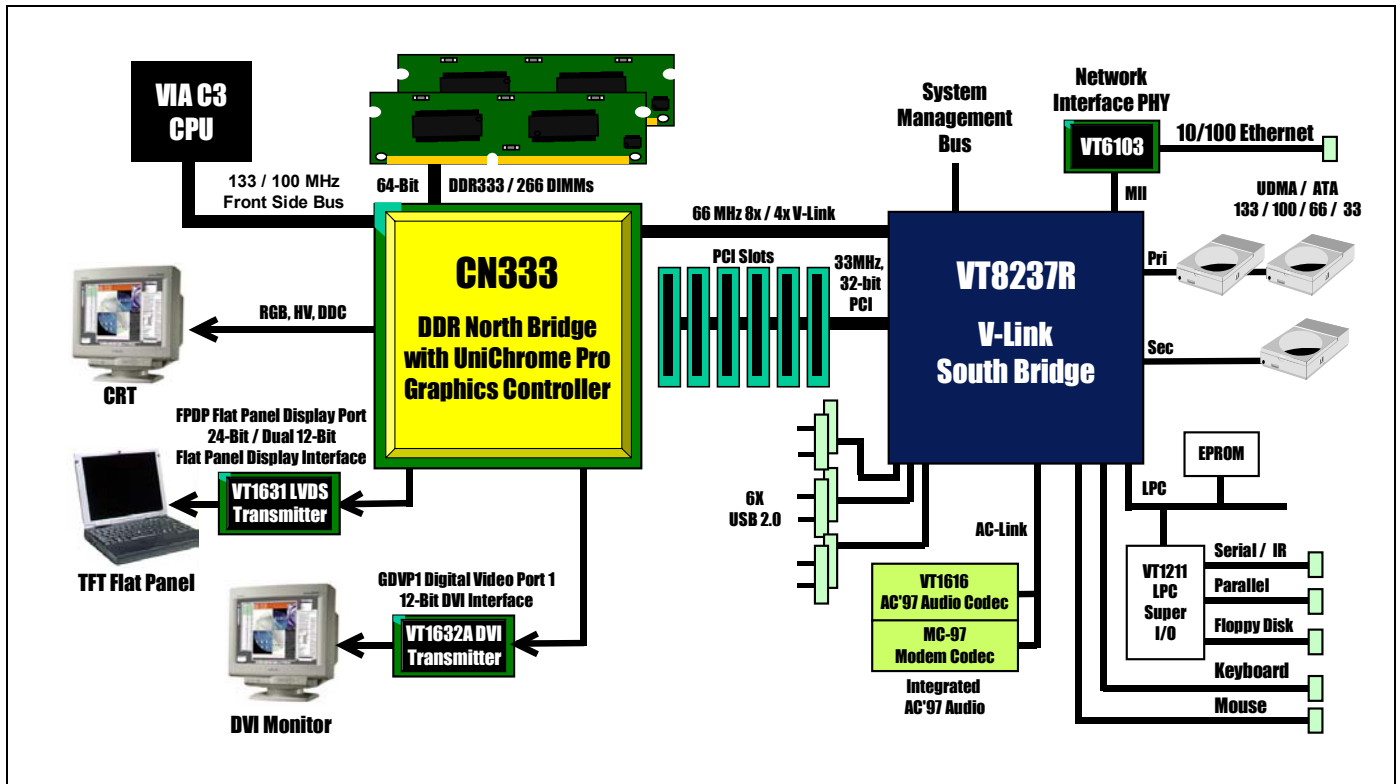 VIA C3
CPU
133 / 100 MHz
Front Side Bus
64-Bit
DDR333 / 266 DIMMs
System
Management
Bus
Network
Interface PHY
VT6103
10/100 Ethernet
MII
UDMA / ATA
133 / 100 / 66 / 33
66 MHz 8x / 4x V-Link
CN333
DDR North Bridge
with UniChrome Pro
Graphics Controller
PCI Slots
33MHz,
32-bit
PCI
VT8237R
V-Link
South Bridge
Pri
Sec
RGB, HV, DDC
CRT
FPDP Flat Panel Display Port
24-Bit / Dual 12-Bit
Flat Panel Display Interface
VT1631 LVDS
Transmitter
TFT Flat Panel
GDVP1 Digital Video Port 1
12-Bit DVI Interface
VT1632A DVI
Transmitter
DVI Monitor
6X
USB 2.0
AC-Link
VT1616
AC'97 Audio Codec
MC-97
Modem Codec
Integrated
AC'97 Audio
EPROM
LPC
VT1211
LPC
Super
I/O
Serial / IR
Parallel
Floppy Disk
Keyboard
Mouse